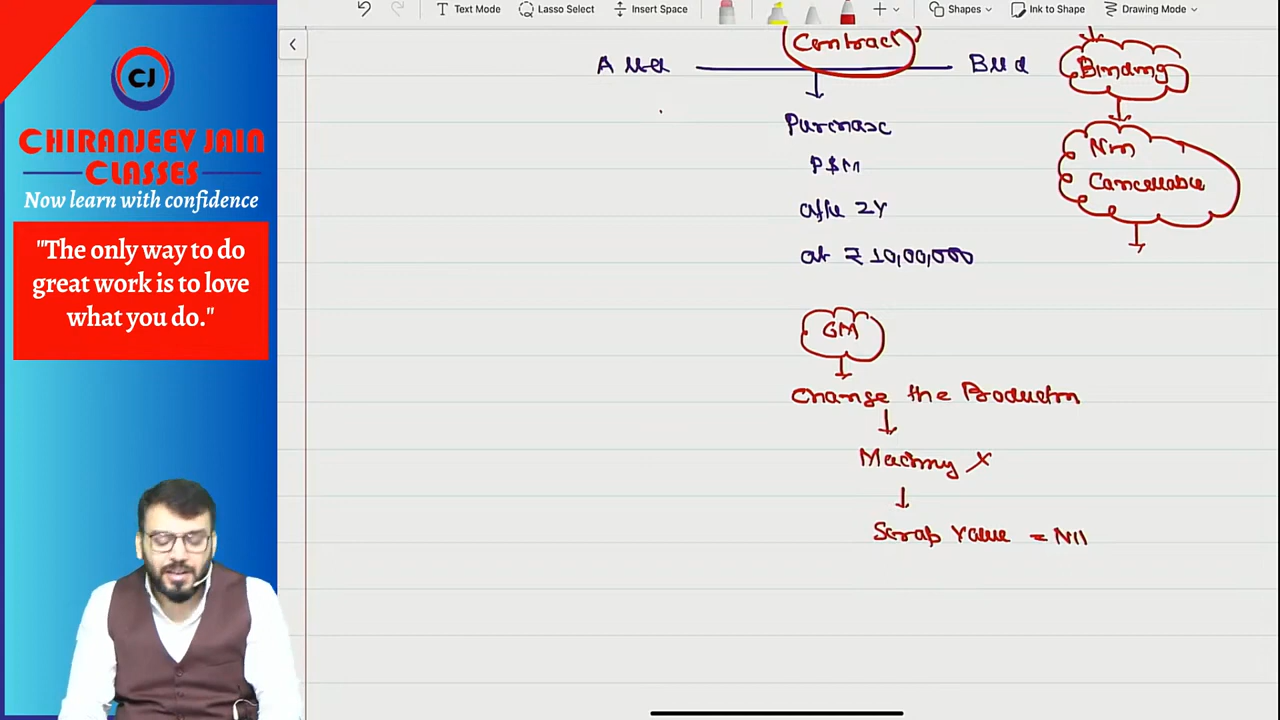 Text Mode
Lasso Select
Insert Space
Shapes
Ink to Shape
Drawing Mode
CJ
CHIRANJEEV JAIN
CLASSES
Now learn with confidence
"The only way to do
great work is to love
what you do."
Contract
A Ltd
B Ltd
Binding
Non
Cancellable
Purchase
P&M
after 2Y
at ₹ 10,00,000
GM
Change the Production
Machinery X
Scrap Value = Nil